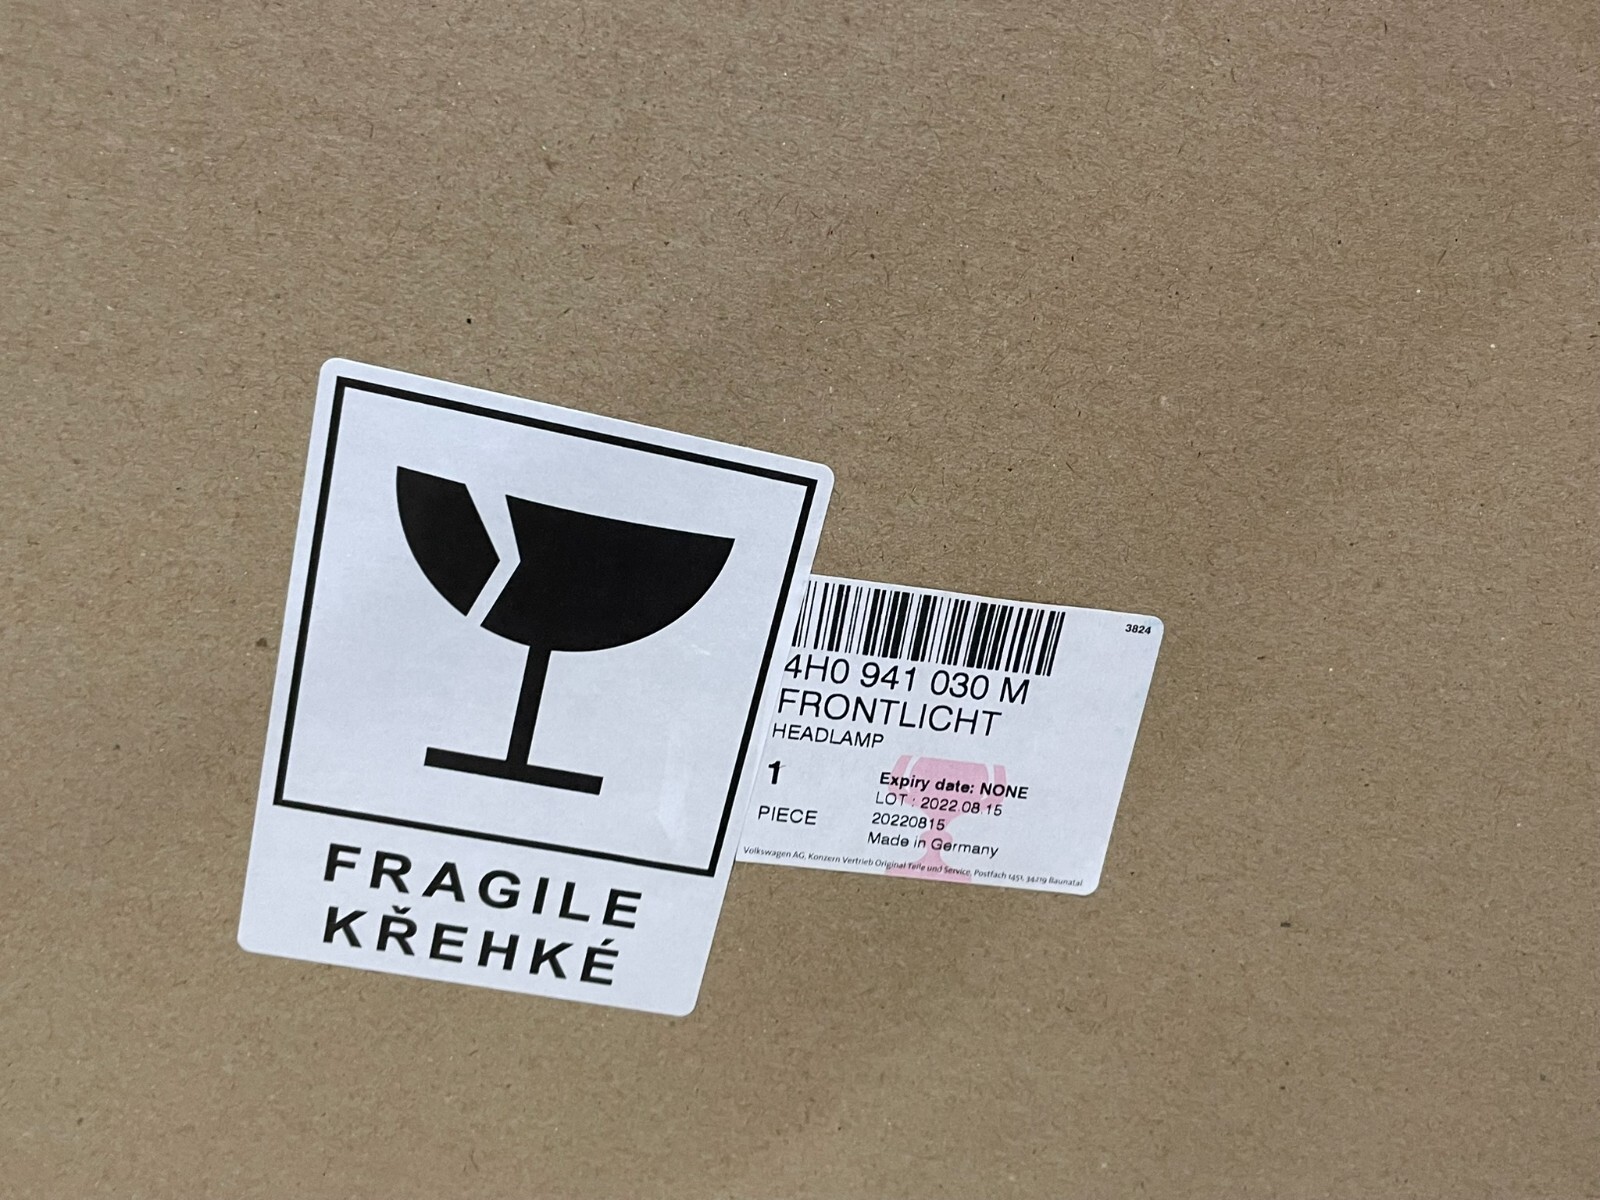 FRAGILE
KŘEHKÉ
3824
4H0 941 030 M
FRONTLICHT
HEADLAMP
1
PIECE
Expiry date: NONE
LOT : 2022.08.15
20220815
Made in Germany
Volkswagen AG, Konzern Vertrieb Original Teile und Service, Postfach 1451, 34219 Baunatal